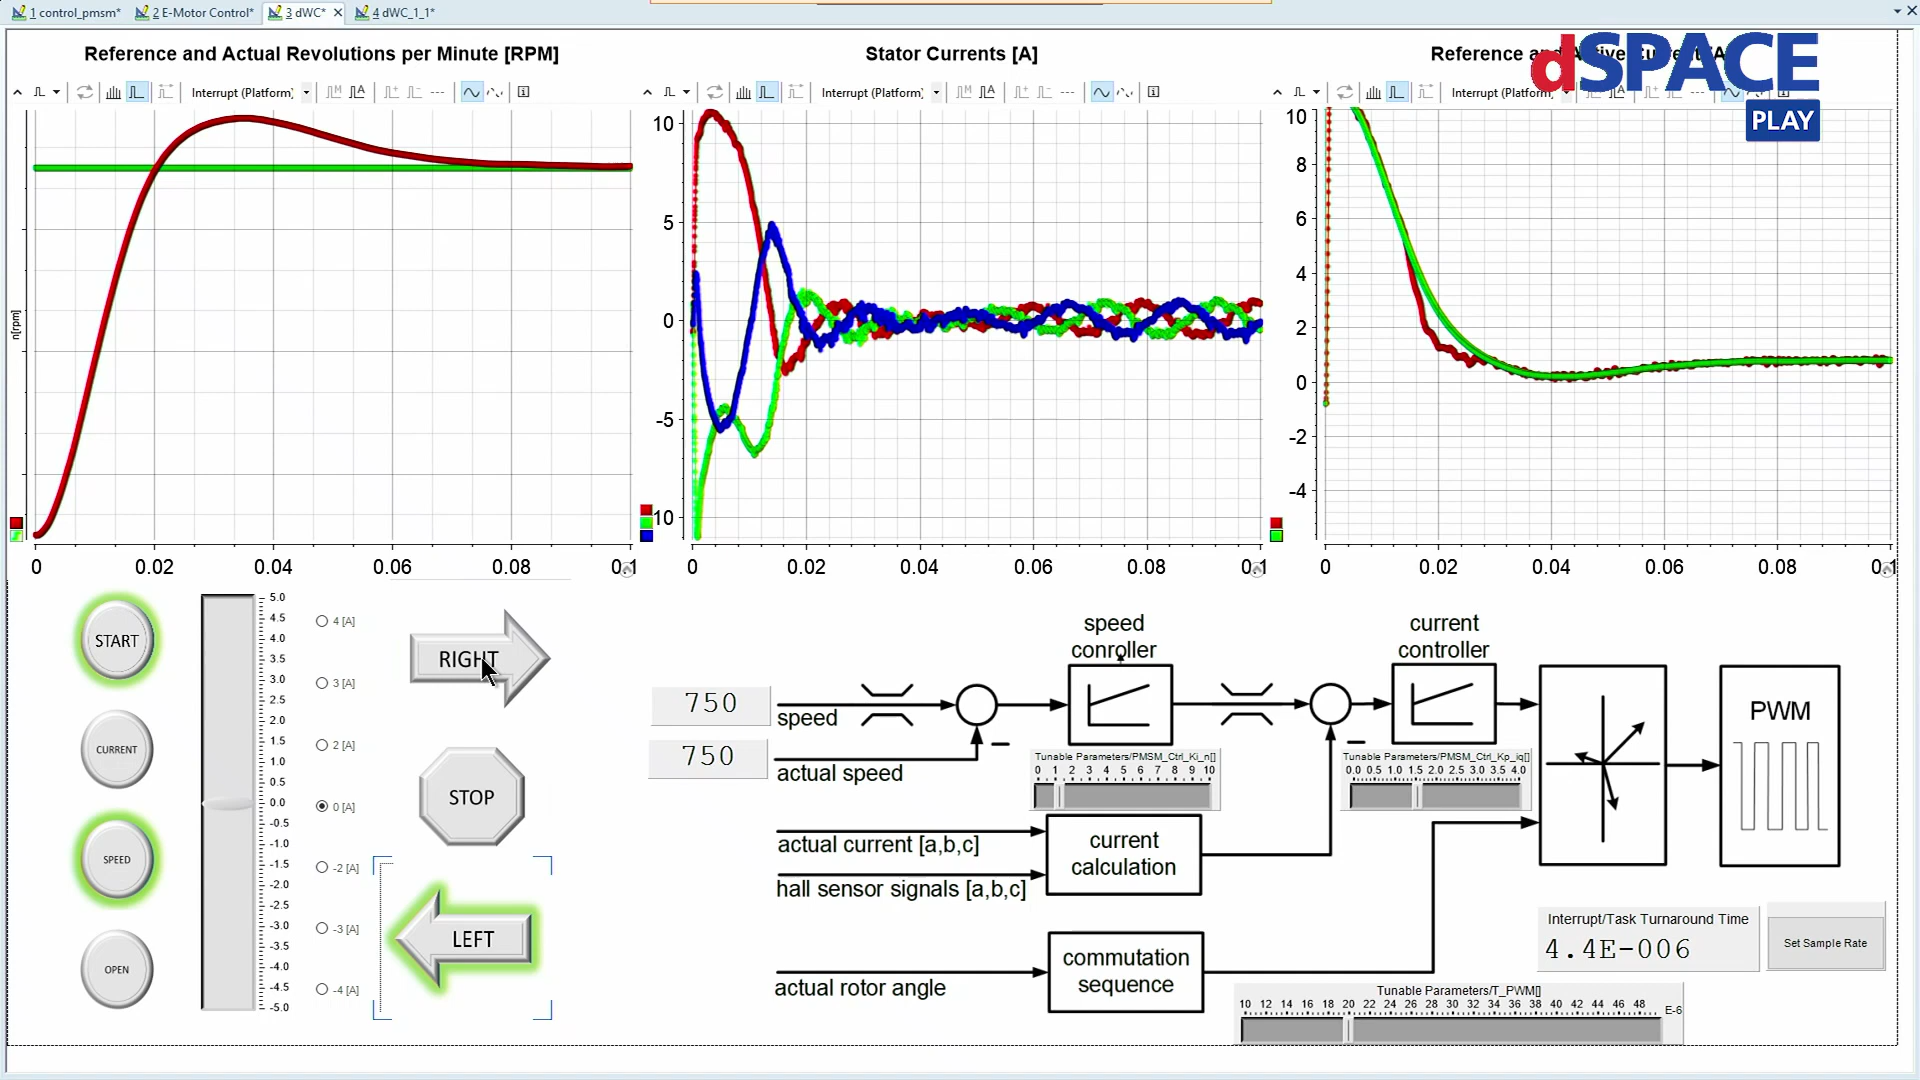 1 control_pmsm*
2 E-Motor Control*
3 dWC*
4 dWC_1_1*
Reference and Actual Revolutions per Minute [RPM]
Stator Currents [A]
dSPACE
PLAY
Interrupt (Platform)
Interrupt (Platform)
Interrupt (Platform
n[rpm]
10
5
0
-5
10
10
8
6
4
2
0
-2
-4
0 0.02 0.04 0.06 0.08 0.1
0 0.02 0.04 0.06 0.08 0.1
0 0.02 0.04 0.06 0.08 0.1
START
CURRENT
SPEED
OPEN
5.0
4.5
4.0
3.5
3.0
2.5
2.0
1.5
1.0
0.5
0.0
-0.5
-1.0
-1.5
-2.0
-2.5
-3.0
-3.5
-4.0
-4.5
-5.0
4 [A]
3 [A]
2 [A]
0 [A]
-2 [A]
-3 [A]
-4 [A]
RIGHT
STOP
LEFT
speed
conroller
current
controller
750
speed
750
actual speed
Tunable Parameters/PMSM_Ctrl_Ki_n[]
0 1 2 3 4 5 6 7 8 9 10
Tunable Parameters/PMSM_Ctrl_Kp_iq[]
0.0 0.5 1.0 1.5 2.0 2.5 3.0 3.5 4.0
PWM
actual current [a,b,c]
hall sensor signals [a,b,c]
current
calculation
actual rotor angle
commutation
sequence
Interrupt/Task Turnaround Time
4.4E-006
Set Sample Rate
Tunable Parameters/T_PWM[]
10 12 14 16 18 20 22 24 26 28 30 32 34 36 38 40 42 44 46 48
E-6